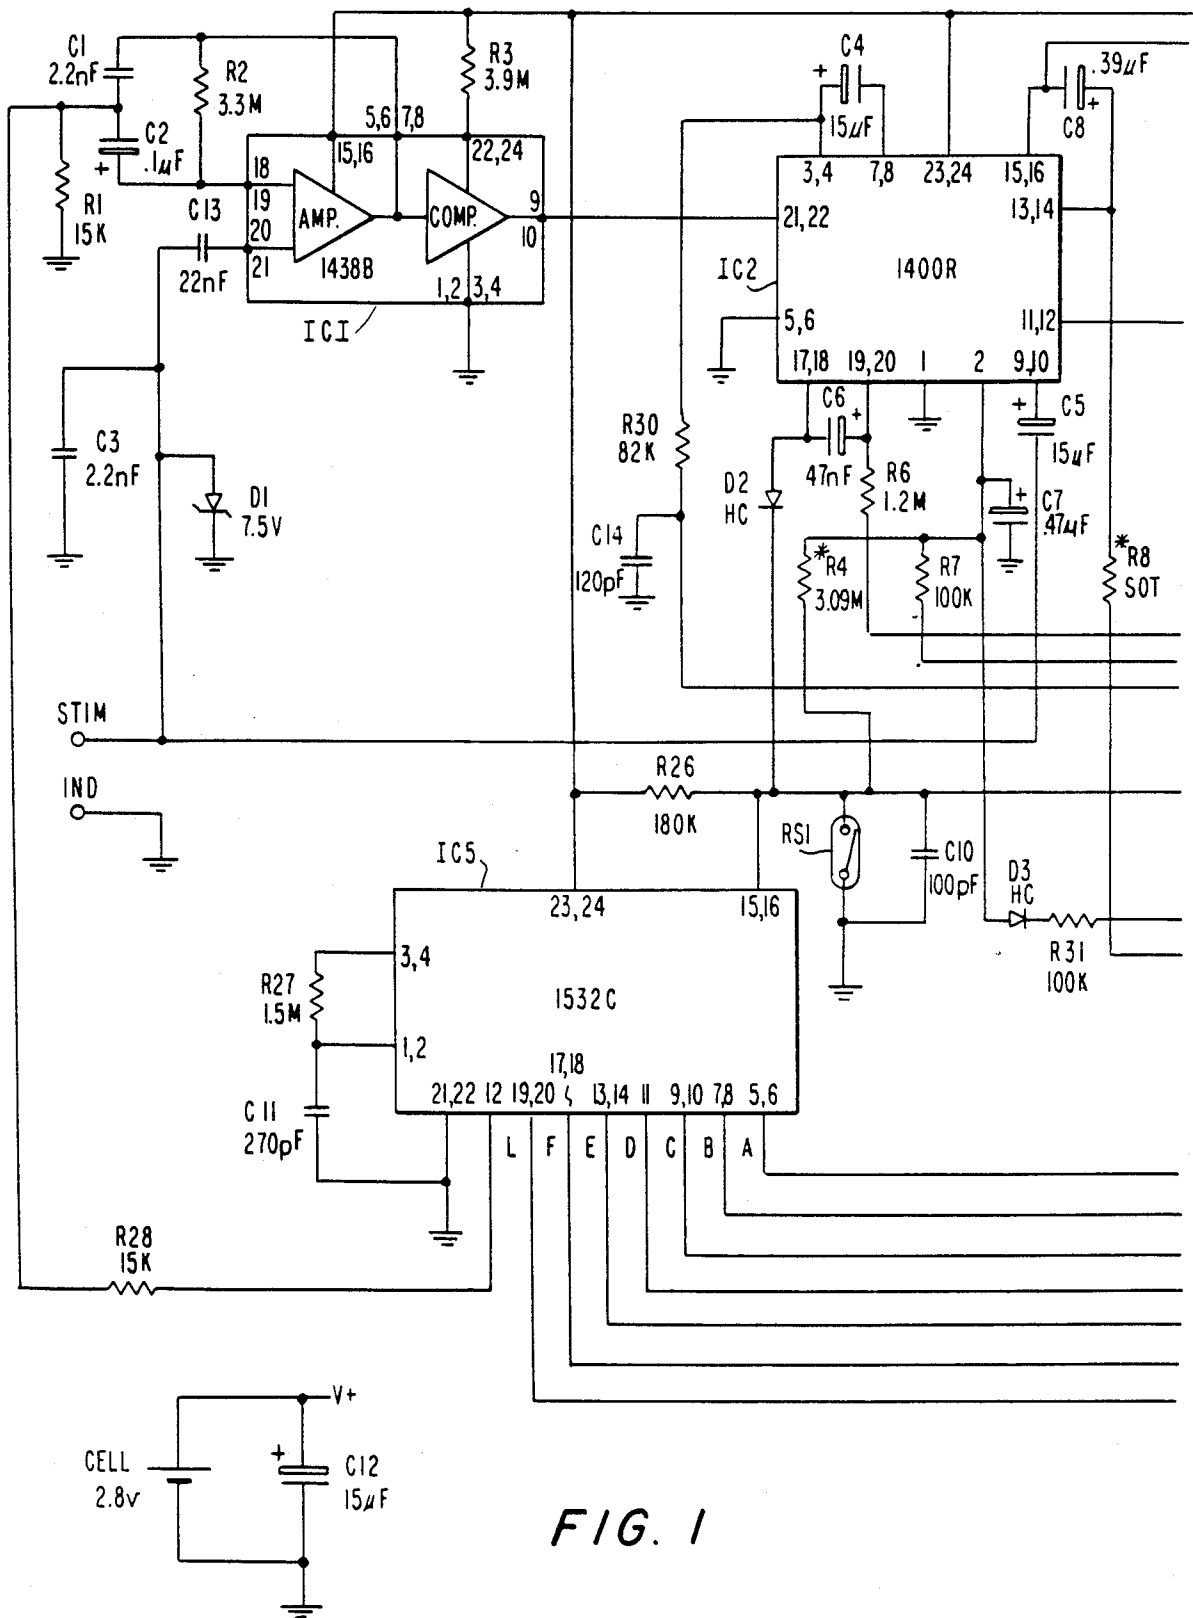 C1
2.2nF
R2
3.3M
R3
3.9M
C4
+
15μF
.39μF
+
C8
5,6
7,8
C2
.1μF
+
15,16
22,24
18
19
20
21
AMP.
COMP.
9
10
R1
15K
C13
22nF
1438B
1,2
3,4
IC1
3,4
7,8
23,24
15,16
13,14
21,22
IC2
1400R
5,6
11,12
17,18
19,20
1
2
9,10
C3
2.2nF
D1
7.5V
R30
82K
C6
+
47nF
R6
1.2M
+
C5
15μF
D2
HC
+
C7
.47μF
C14
120pF
*R4
3.09M
R7
100K
*R8
SOT
STIM
IND
R26
180K
RS1
C10
100pF
D3
HC
R31
100K
IC5
23,24
15,16
3,4
R27
1.5M
1532C
1,2
17,18
21,22
12
19,20
13,14
11
9,10
7,8
5,6
C11
270pF
L
F
E
D
C
B
A
R28
15K
V+
CELL
2.8v
+
C12
15μF
FIG. 1